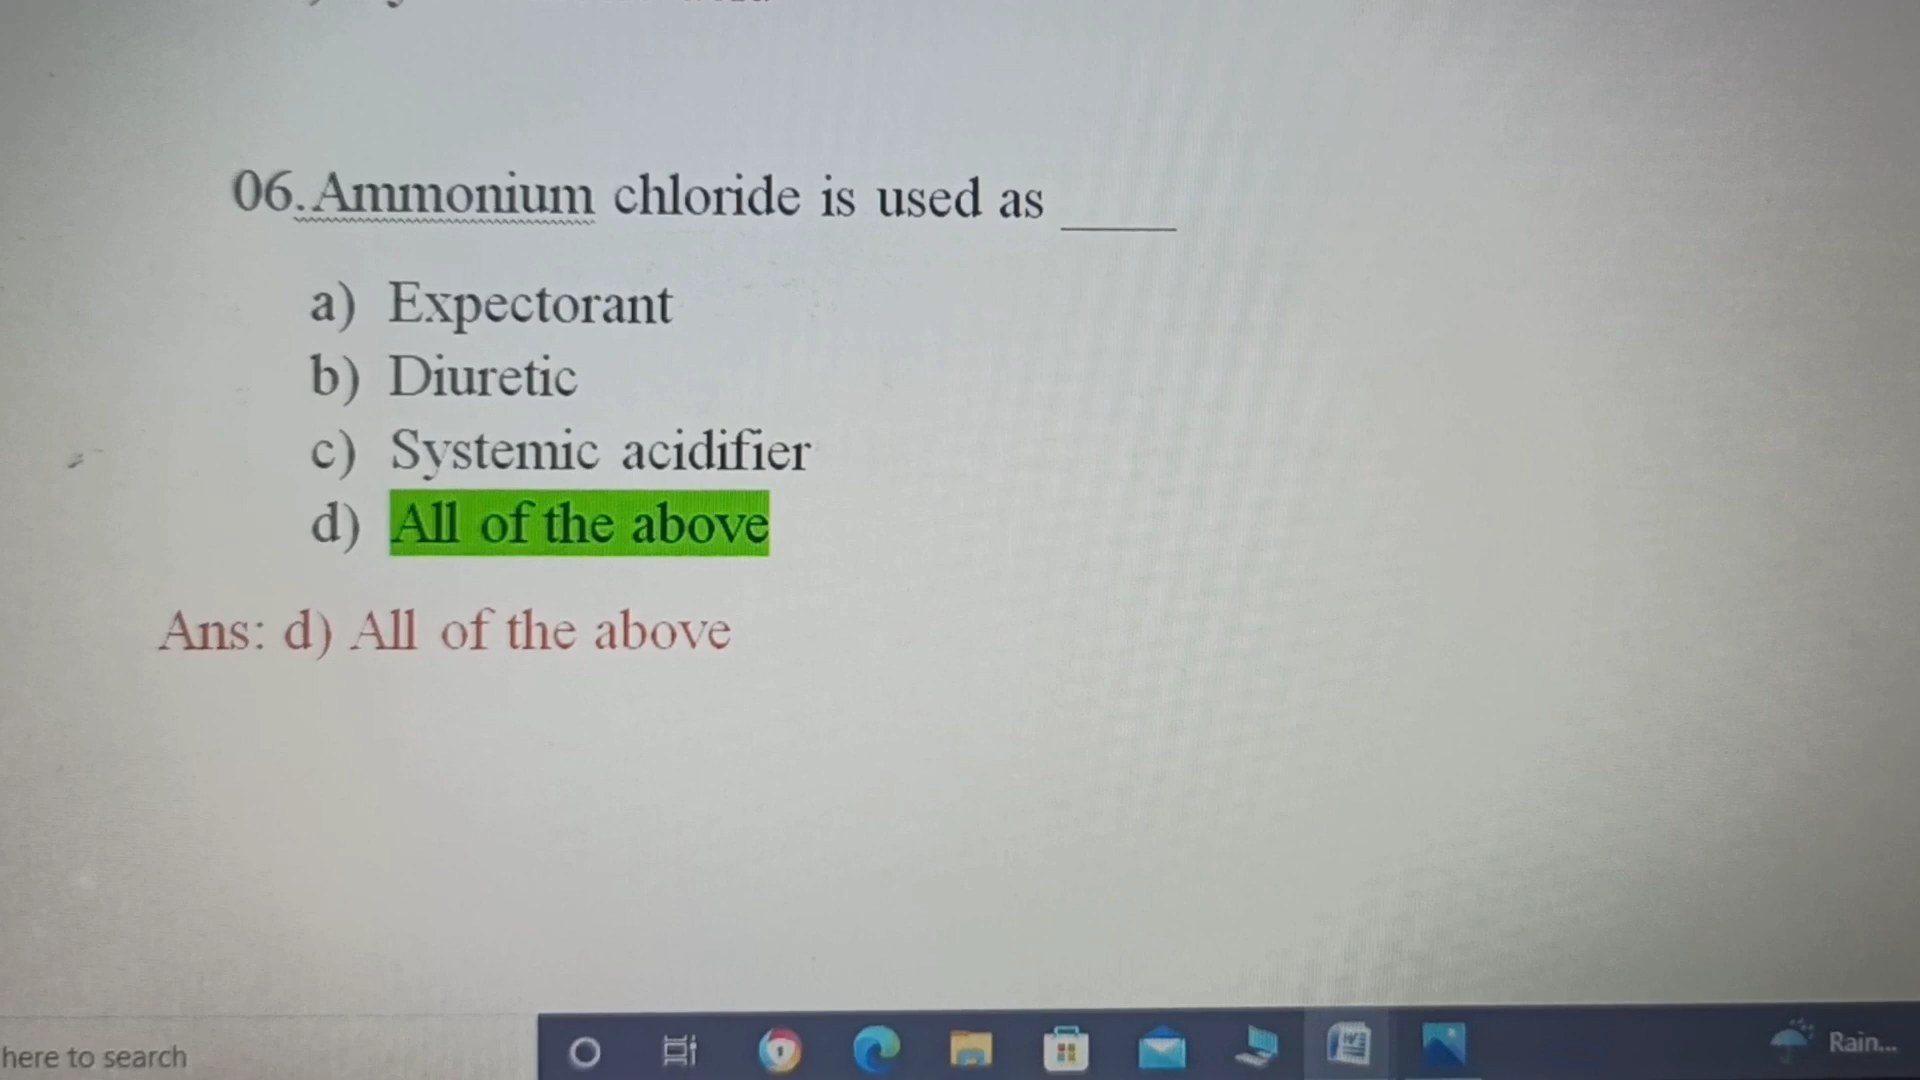 06.Ammonium chloride is used as _____
a) Expectorant
b) Diuretic
c) Systemic acidifier
d) All of the above
Ans: d) All of the above
here to search
Rain...